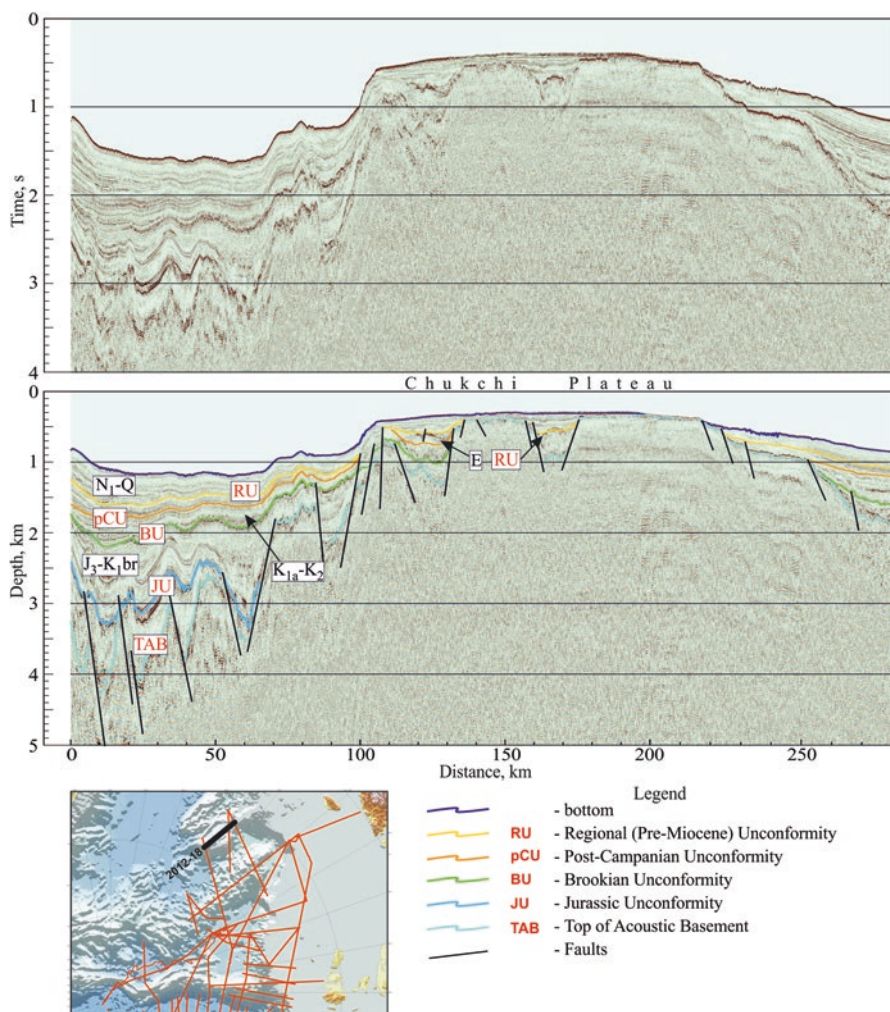 0
1
2
3
4
Time, s
Chukchi Plateau
0
1
2
3
4
5
Depth, km
N₁-Q
pCU
BU
RU
J₃-K₁br
JU
TAB
K₁ₐ-K₂
E
RU
0 50 100 150 200 250
Distance, km
2012-18
Legend
- bottom
RU - Regional (Pre-Miocene) Unconformity
pCU - Post-Campanian Unconformity
BU - Brookian Unconformity
JU - Jurassic Unconformity
TAB - Top of Acoustic Basement
- Faults